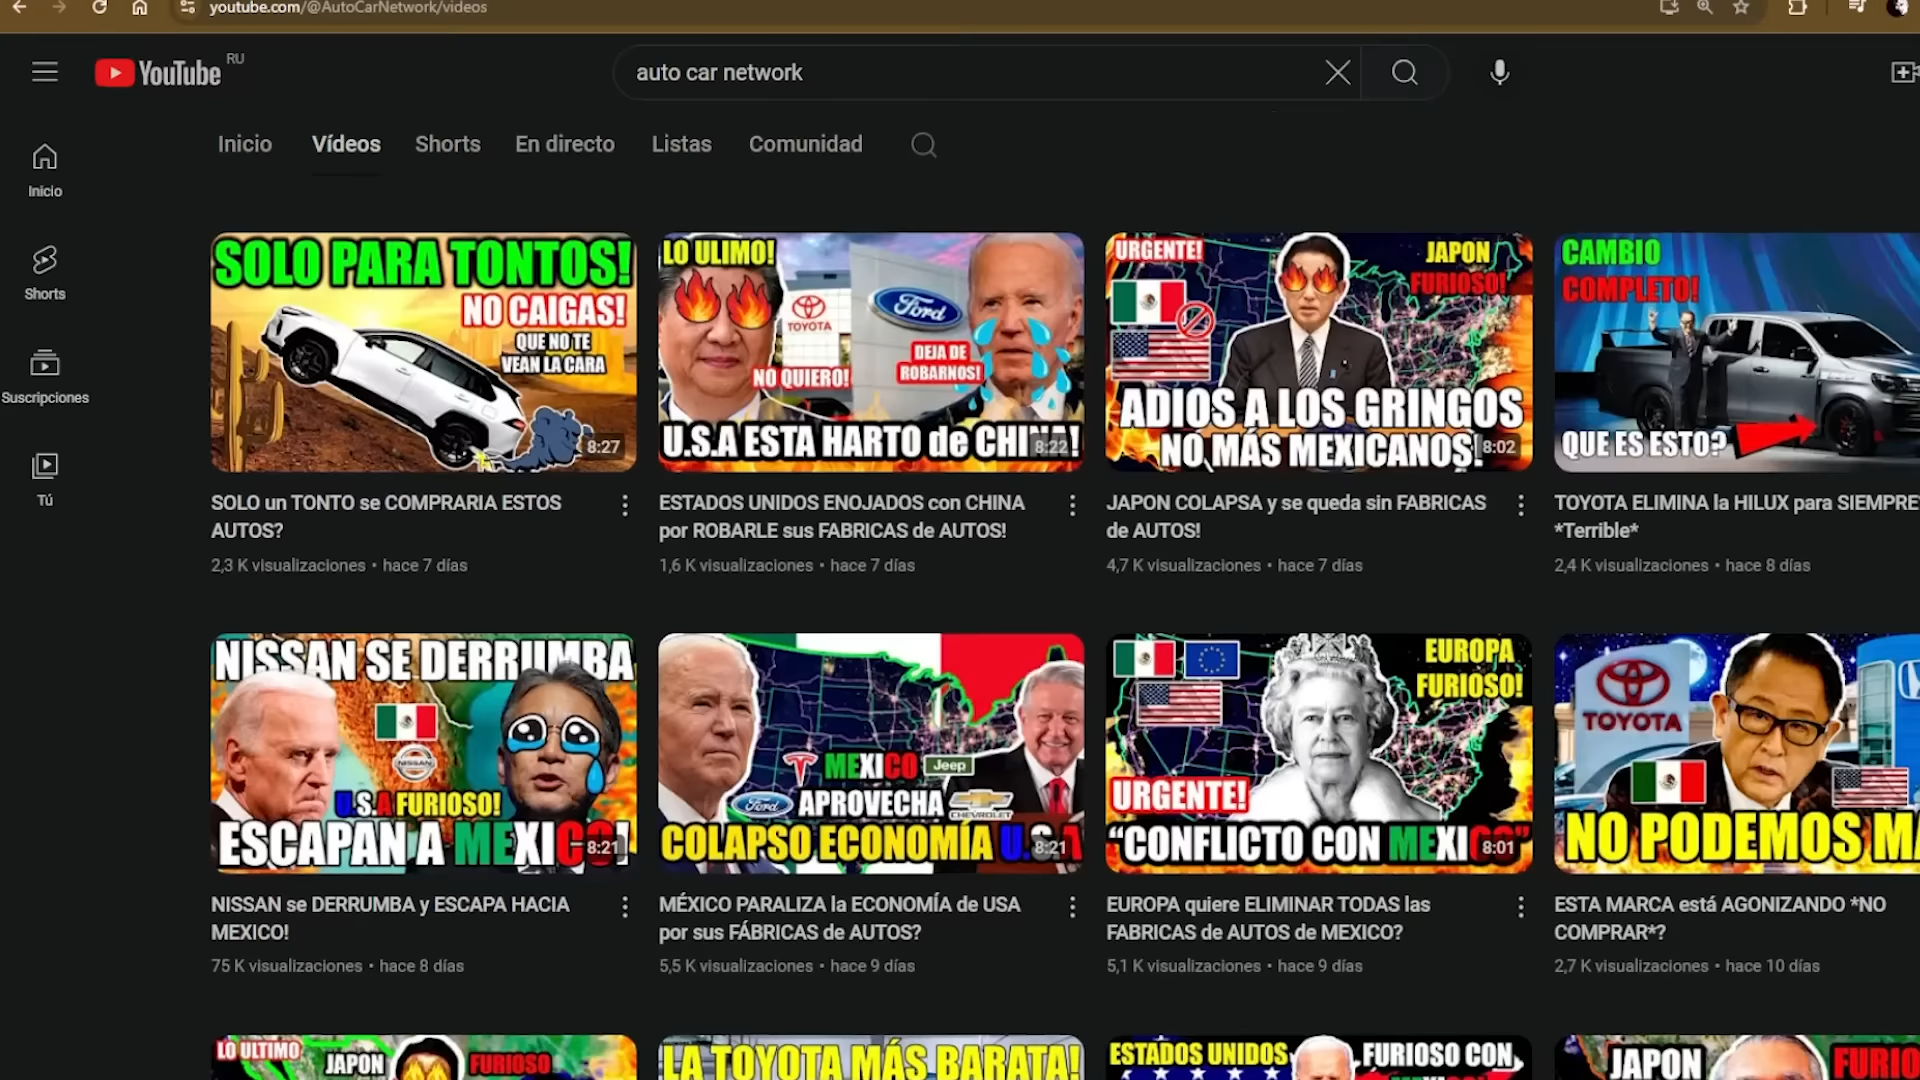 youtube.com/@AutoCarNetwork/videos
YouTube RU
auto car network
Inicio Vídeos Shorts En directo Listas Comunidad
Inicio
Shorts
Suscripciones
Tú
SOLO PARA TONTOS!
NO CAIGAS!
QUE NO TE
VEAN LA CARA
8:27
SOLO un TONTO se COMPRARIA ESTOS
AUTOS?
2,3 K visualizaciones • hace 7 días
LO ULIMO!
TOYOTA
Ford
NO QUIERO!
DEJA DE
ROBARNOS!
U.S.A ESTA HARTO de CHINA!
8:22
ESTADOS UNIDOS ENOJADOS con CHINA
por ROBARLE sus FABRICAS de AUTOS!
1,6 K visualizaciones • hace 7 días
URGENTE!
JAPON
FURIOSO!
ADIOS A LOS GRINGOS
NO MÁS MEXICANOS!
8:02
JAPON COLAPSA y se queda sin FABRICAS
de AUTOS!
4,7 K visualizaciones • hace 7 días
CAMBIO
COMPLETO!
QUE ES ESTO?
TOYOTA ELIMINA la HILUX para SIEMPRE
*Terrible*
2,4 K visualizaciones • hace 8 días
NISSAN SE DERRUMBA
NISSAN
U.S.A FURIOSO!
ESCAPAN A MEXICO!
8:21
NISSAN se DERRUMBA y ESCAPA HACIA
MEXICO!
75 K visualizaciones • hace 8 días
MEXICO
Jeep
Ford
APROVECHA
CHEVROLET
COLAPSO ECONOMÍA U.S.A
8:21
MÉXICO PARALIZA la ECONOMÍA de USA
por sus FÁBRICAS de AUTOS?
5,5 K visualizaciones • hace 9 días
EUROPA
FURIOSO!
URGENTE!
“CONFLICTO CON MEXICO”
8:01
EUROPA quiere ELIMINAR TODAS las
FABRICAS de AUTOS de MEXICO?
5,1 K visualizaciones • hace 9 días
TOYOTA
NO PODEMOS
ESTA MARCA está AGONIZANDO *NO
COMPRAR*?
2,7 K visualizaciones • hace 10 días
LO ULTIMO
JAPON
FURIOSO
LA TOYOTA MÁS BARATA!
ESTADOS UNIDOS
FURIOSO CON
JAPON